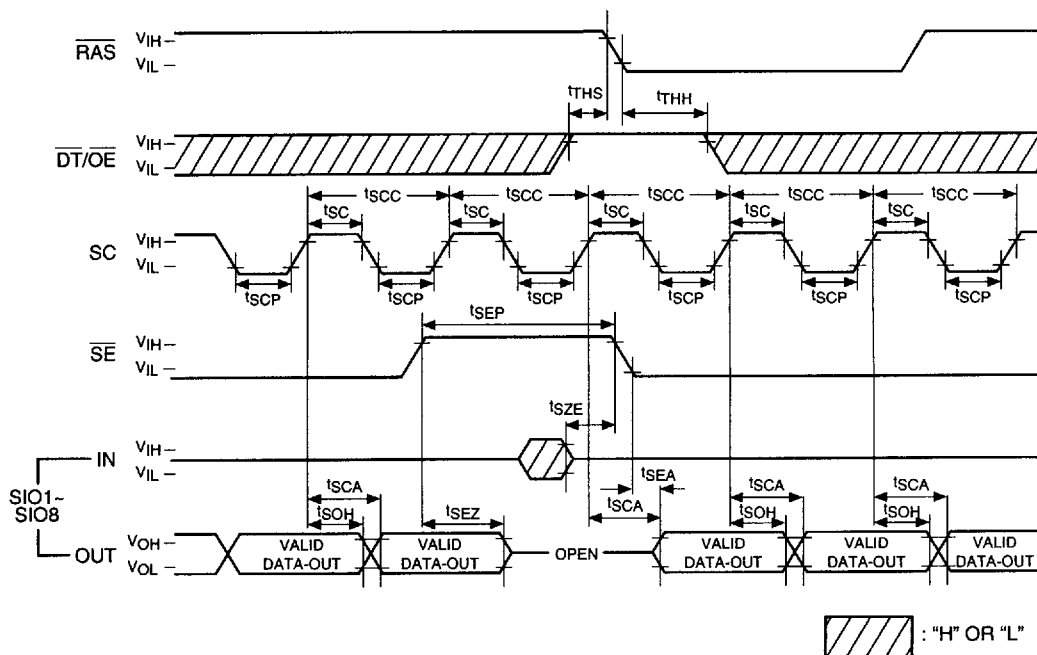 RAS
VIH
VIL
tTHS
tTHH
DT/OE
VIH
VIL
tSCC tSCC tSCC tSCC tSCC
tSC tSC tSC tSC tSC
SC
VIH
VIL
tSCP tSCP tSCP tSCP tSCP tSCP
tSEP
SE
VIH
VIL
tSZE
IN
VIH
VIL
tSEA
SIO1~
SIO8
tSCA tSCA tSCA tSCA
tSOH tSEZ tSOH tSOH
OUT
VOH
VOL
VALID
DATA-OUT
VALID
DATA-OUT
OPEN
VALID
DATA-OUT
VALID
DATA-OUT
VALID
DATA-OUT
: "H" OR "L"